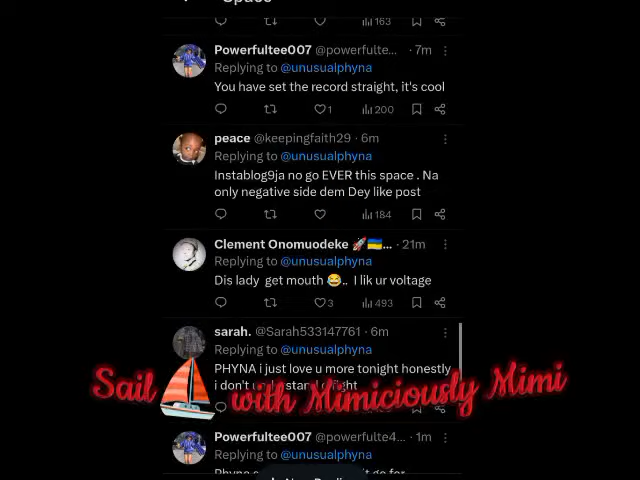 Space
163
Powerfultee007 @powerfulte... · 7m
Replying to @unusualphyna
You have set the record straight, it's cool
1 200
peace @keepingfaith29 · 6m
Replying to @unusualphyna
Instablog9ja no go EVER this space . Na
only negative side dem Dey like post
184
Clement Onomuodeke 🚀🇺🇦... · 21m
Replying to @unusualphyna
Dis lady get mouth 😂.. I lik ur voltage
3 493
sarah. @Sarah533147761 · 6m
Replying to @unusualphyna
PHYNA i just love u more tonight honestly
i don't
Sail ⛵ with Mimiciously Mimi
Powerfultee007 @powerfulte4... · 1m
Replying to @unusualphyna